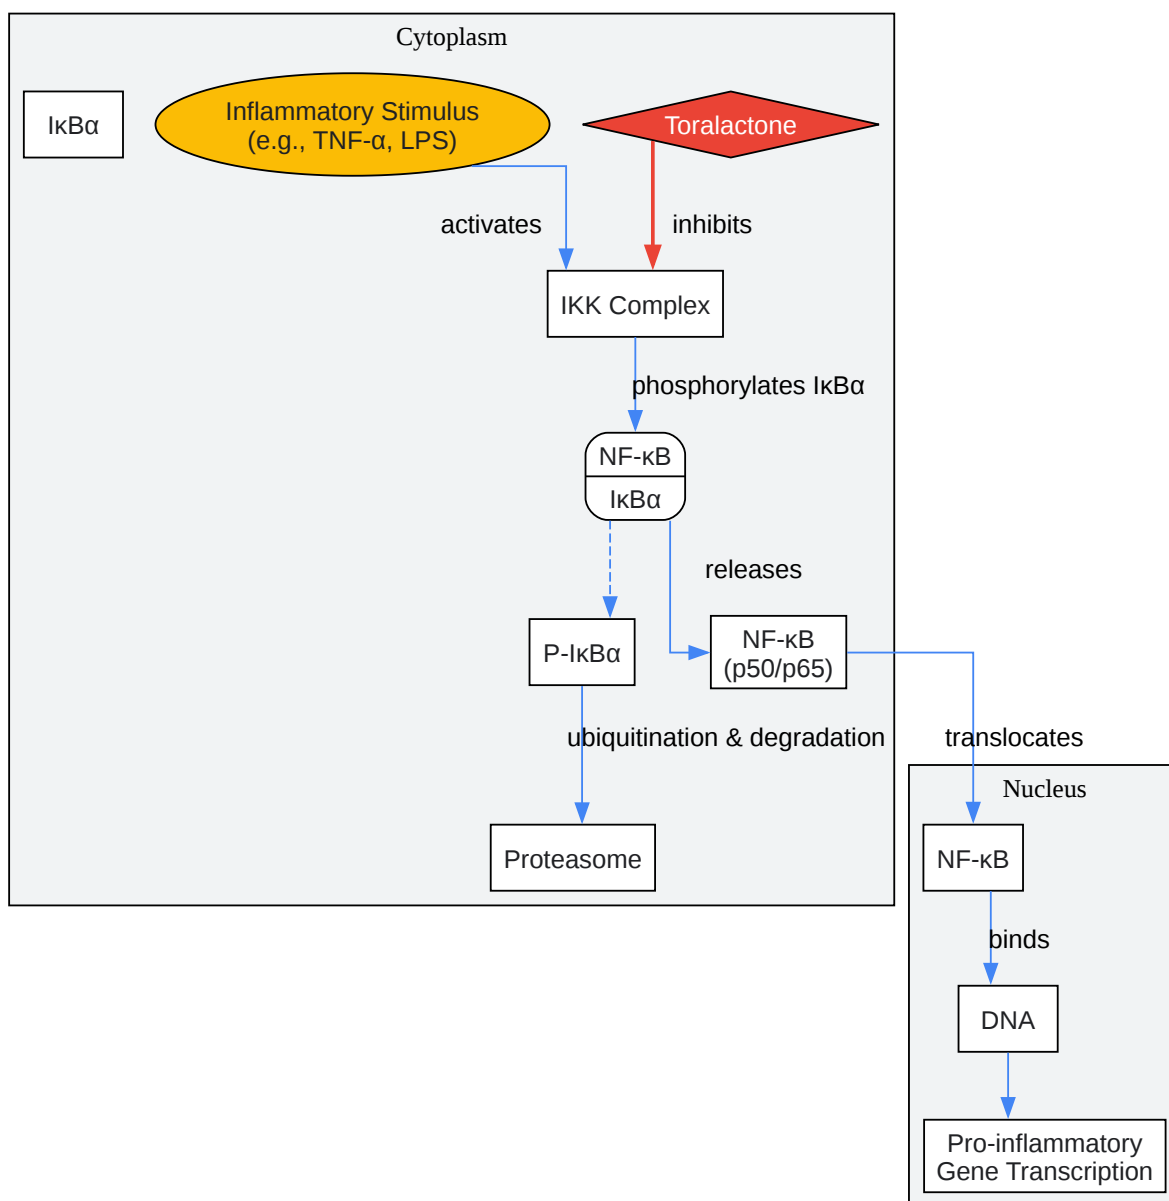 Cytoplasm
IκBα
Inflammatory Stimulus
(e.g., TNF-α, LPS)
Toralactone
activates
inhibits
IKK Complex
phosphorylates IκBα
NF-κB
IκBα
releases
P-IκBα
NF-κB
(p50/p65)
ubiquitination & degradation
translocates
Nucleus
Proteasome
NF-κB
binds
DNA
Pro-inflammatory
Gene Transcription